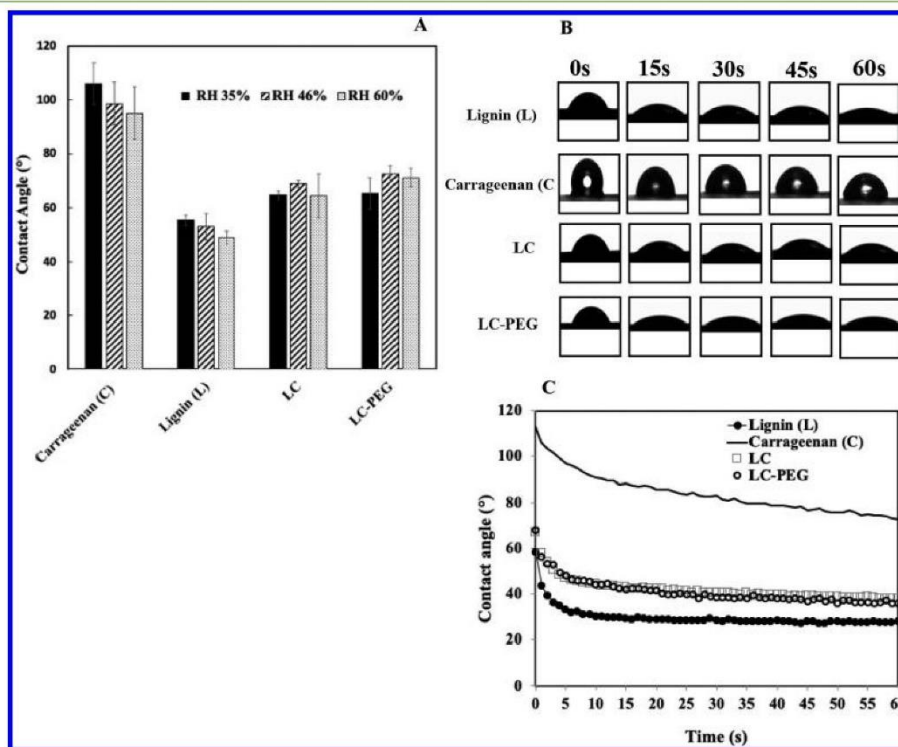 A
120
100
80
60
40
20
0
Contact Angle (°)
RH 35% RH 46% RH 60%
Carrageenan (C)
Lignin (L)
LC
LC-PEG
B
0s 15s 30s 45s 60s
Lignin (L)
Carrageenan (C
LC
LC-PEG
C
120
100
80
60
40
20
0
Contact angle (°)
Lignin (L)
Carrageenan (C)
LC
LC-PEG
0 5 10 15 20 25 30 35 40 45 50 55 6
Time (s)